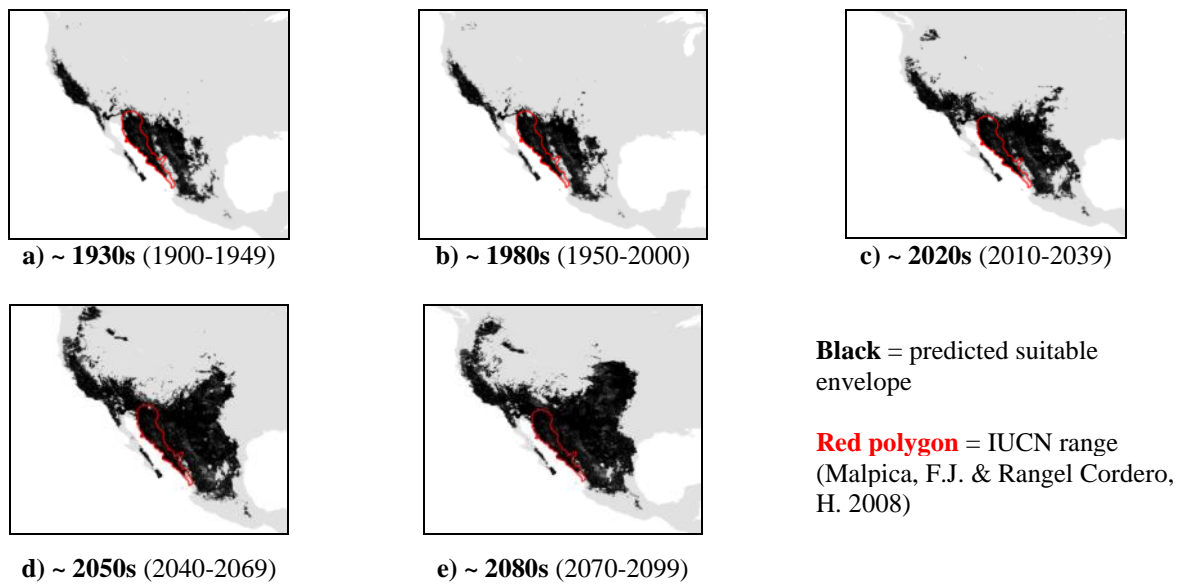 a) ~ 1930s (1900-1949)
b) ~ 1980s (1950-2000)
c) ~ 2020s (2010-2039)
Black = predicted suitable
envelope
Red polygon = IUCN range
(Malpica, F.J. & Rangel Cordero,
H. 2008)
d) ~ 2050s (2040-2069)
e) ~ 2080s (2070-2099)